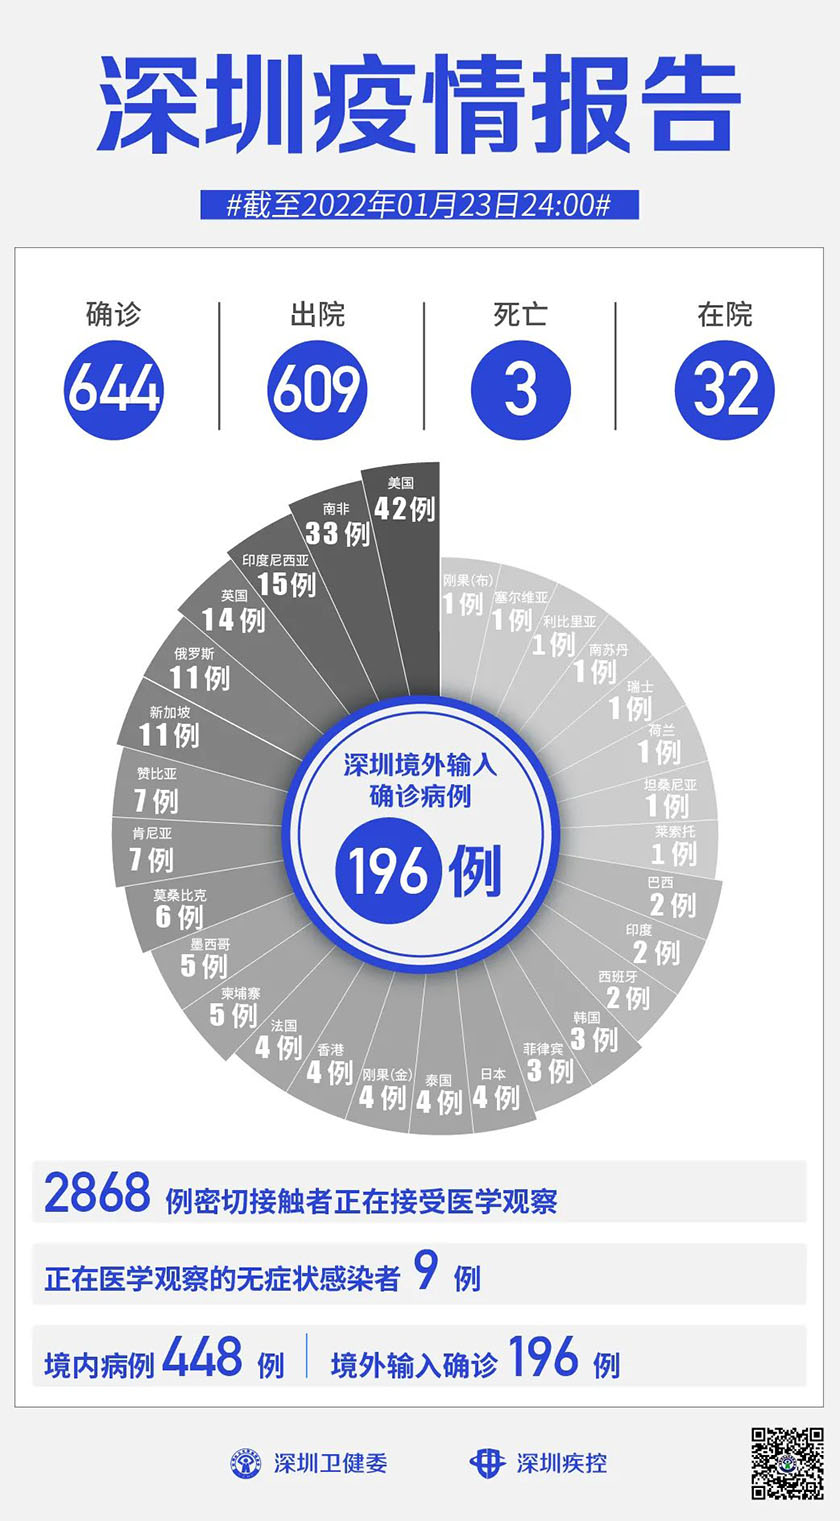 深圳疫情报告
#截至2022年01月23日24:00#
确诊
644
出院
609
死亡
3
在院
32
美国
42例
南非
33例
印度尼西亚
15例
英国
14例
俄罗斯
11例
新加坡
11例
赞比亚
7例
肯尼亚
7例
莫桑比克
6例
墨西哥
5例
柬埔寨
5例
法国
4例
香港
4例
刚果(金)
4例
泰国
4例
日本
4例
菲律宾
3例
韩国
3例
西班牙
2例
印度
2例
巴西
2例
莱索托
1例
坦桑尼亚
1例
荷兰
1例
瑞士
1例
南苏丹
1例
利比里亚
1例
塞尔维亚
1例
刚果(布)
1例
深圳境外输入
确诊病例
196例
2868 例密切接触者正在接受医学观察
正在医学观察的无症状感染者 9 例
境内病例 448 例 境外输入确诊 196 例
深圳卫健委 深圳疾控